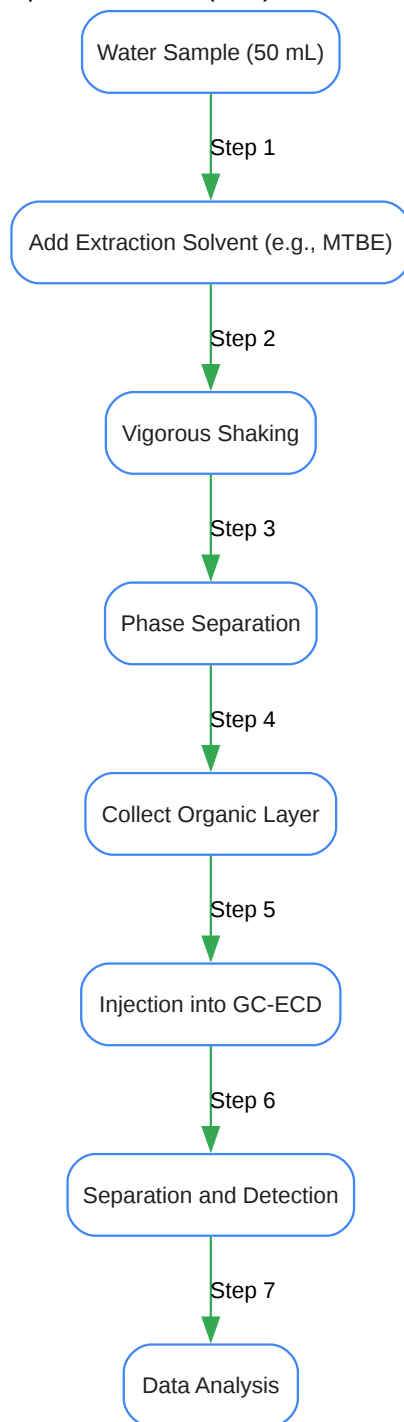 Water Sample (50 mL)
Step 1
Add Extraction Solvent (e.g., MTBE)
Step 2
Vigorous Shaking
Step 3
Phase Separation
Step 4
Collect Organic Layer
Step 5
Injection into GC-ECD
Step 6
Separation and Detection
Step 7
Data Analysis